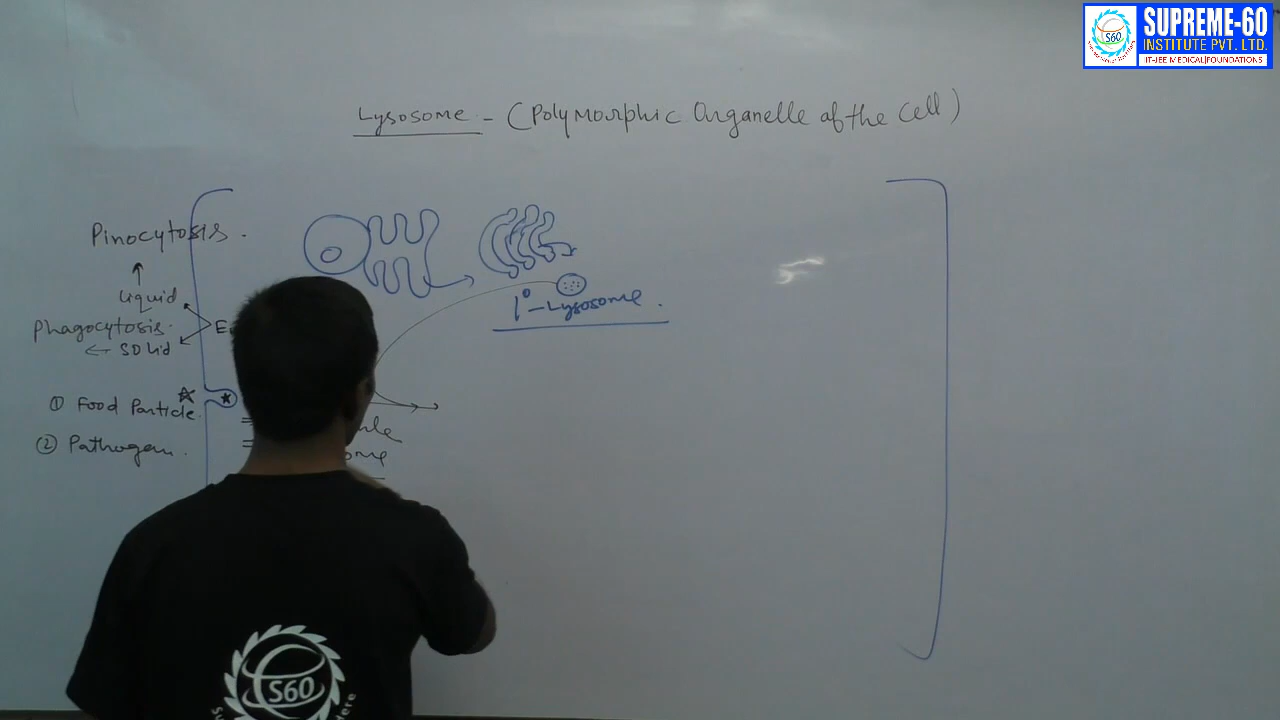 SUPREME-60
INSTITUTE PVT. LTD.
IIT-JEE|MEDICAL|FOUNDATIONS
S60
Lysosome - (Polymorphic Organelle of the Cell)
Pinocytosis.
Liquid
Phagocytosis.
Solid
1° - Lysosome.
① Food Particle.
② Pathogen.
S60